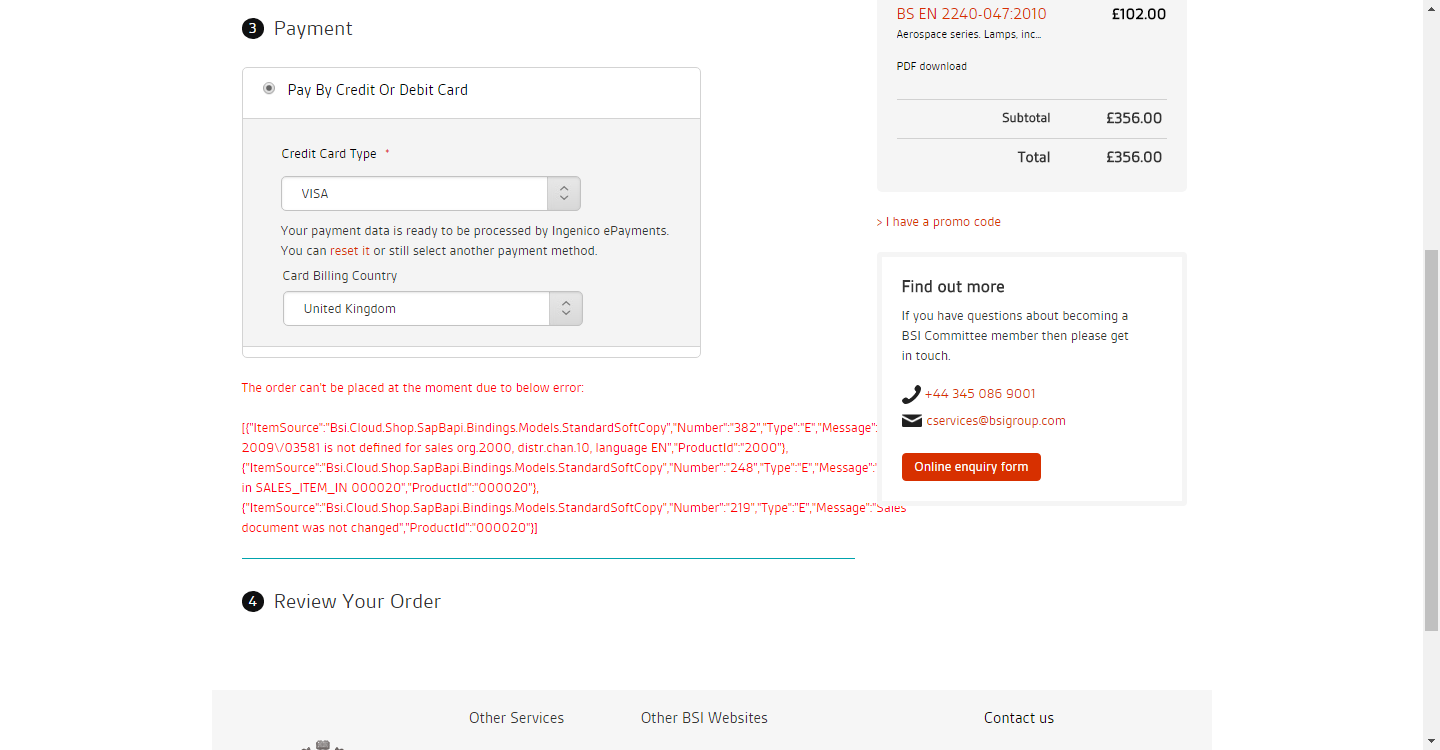 3 Payment
Pay By Credit Or Debit Card
Credit Card Type *
VISA
Your payment data is ready to be processed by Ingenico ePayments.
You can reset it or still select another payment method.
Card Billing Country
United Kingdom
The order can't be placed at the moment due to below error:
[{"ItemSource":"Bsi.Cloud.Shop.SapBapi.Bindings.Models.StandardSoftCopy","Number":"382","Type":"E","Message":
2009\/03581 is not defined for sales org.2000, distr.chan.10, language EN","ProductId":"2000"},
{"ItemSource":"Bsi.Cloud.Shop.SapBapi.Bindings.Models.StandardSoftCopy","Number":"248","Type":"E","Message":"
in SALES_ITEM_IN 000020","ProductId":"000020"},
{"ItemSource":"Bsi.Cloud.Shop.SapBapi.Bindings.Models.StandardSoftCopy","Number":"219","Type":"E","Message":"Sales
document was not changed","ProductId":"000020"}]
4 Review Your Order
BS EN 2240-047:2010 £102.00
Aerospace series. Lamps, inc...
PDF download
Subtotal £356.00
Total £356.00
> I have a promo code
Find out more
If you have questions about becoming a
BSI Committee member then please get
in touch.
+44 345 086 9001
cservices@bsigroup.com
Online enquiry form
Other Services Other BSI Websites Contact us